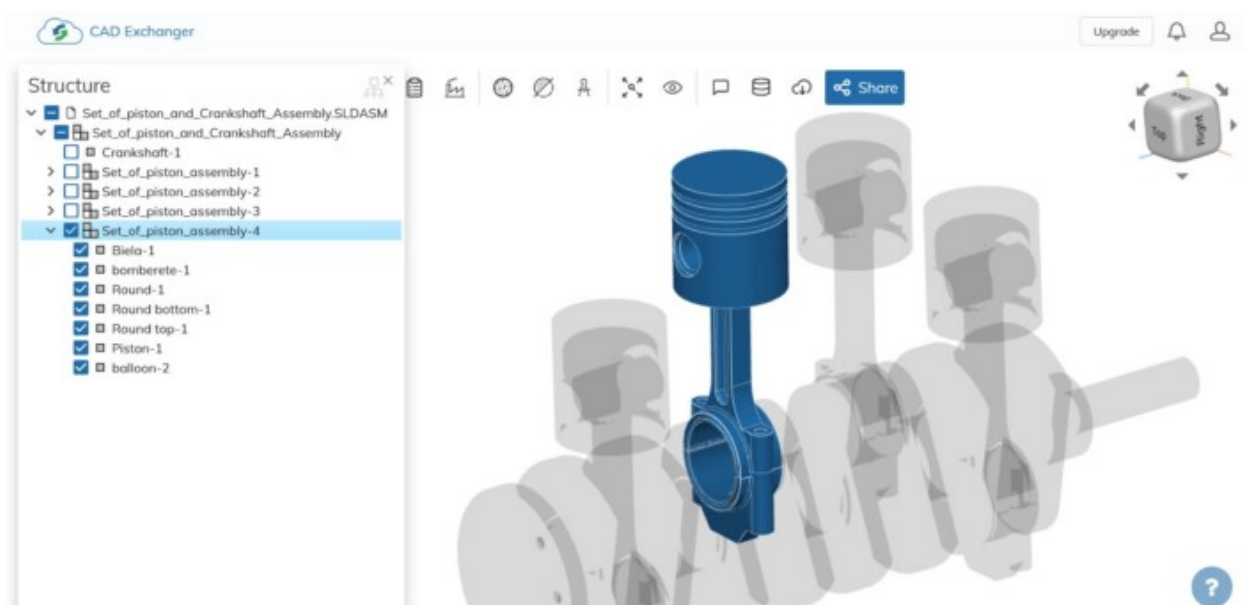 CAD Exchanger
Upgrade
Structure
Share
Set_of_piston_and_Crankshaft_Assembly.SLDASM
Set_of_piston_and_Crankshaft_Assembly
Crankshaft-1
Set_of_piston_assembly-1
Set_of_piston_assembly-2
Set_of_piston_assembly-3
Set_of_piston_assembly-4
Biela-1
bomberete-1
Round-1
Round bottom-1
Round top-1
Piston-1
balloon-2
Top
Right
?